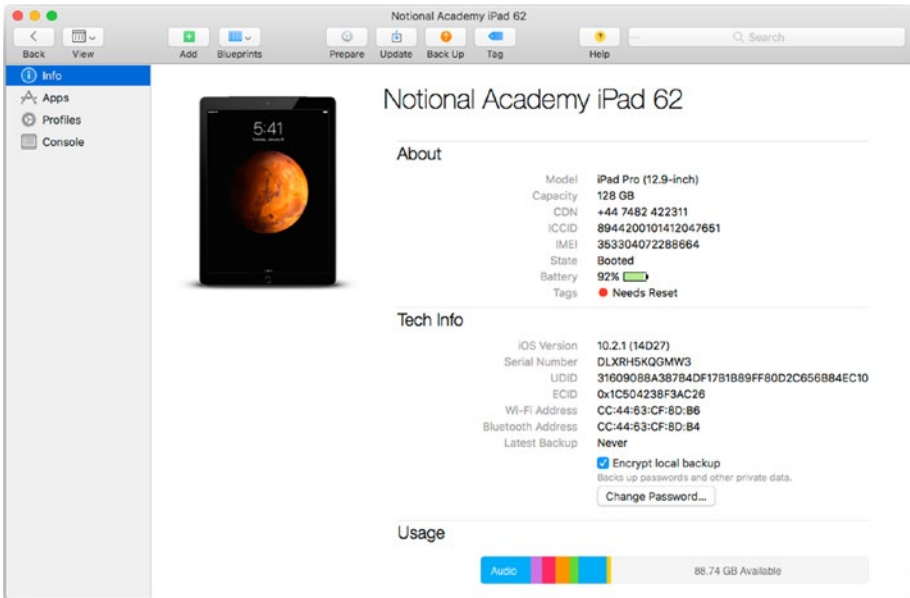 Notional Academy iPad 62
Back View Add Blueprints Prepare Update Back Up Tag Help Search
Info
Apps
Profiles
Console
5:41
Notional Academy iPad 62
About
Model iPad Pro (12.9-inch)
Capacity 128 GB
CDN +44 7482 422311
ICCID 8944200101412047651
IMEI 353304072288664
State Booted
Battery 92%
Tags Needs Reset
Tech Info
iOS Version 10.2.1 (14D27)
Serial Number DLXRH5KQGMW3
UDID 31609088A387B4DF17B1B89FF80D2C656B84EC10
ECID 0x1C504238F3AC26
Wi-Fi Address CC:44:63:CF:8D:B6
Bluetooth Address CC:44:63:CF:8D:B4
Latest Backup Never
Encrypt local backup
Backs up passwords and other private data.
Change Password...
Usage
Audio 88.74 GB Available